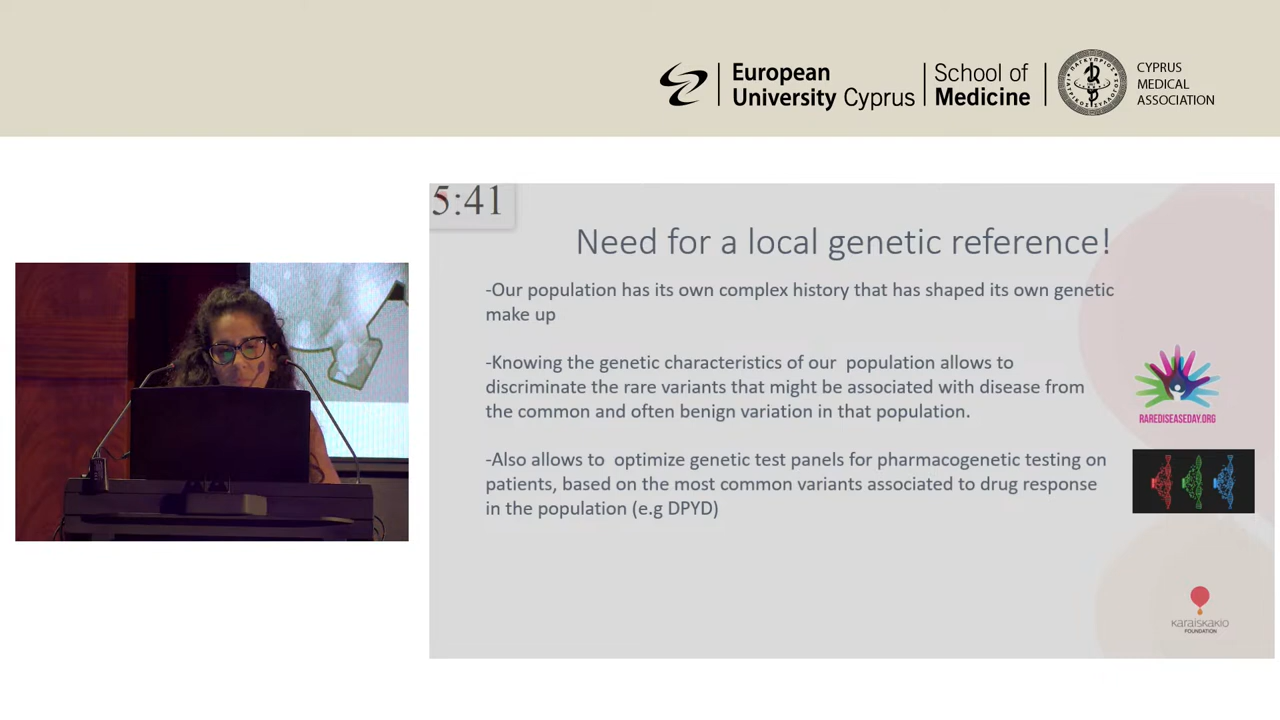 European
University Cyprus
School of
Medicine
ΠΑΓΚΥΠΡΙΟΣ
ΙΑΤΡΙΚΟΣ ΣΥΛΛΟΓΟΣ
CYPRUS
MEDICAL
ASSOCIATION
5:41
Need for a local genetic reference!
-Our population has its own complex history that has shaped its own genetic
make up
-Knowing the genetic characteristics of our  population allows to
discriminate the rare variants that might be associated with disease from
the common and often benign variation in that population.
RAREDISEASEDAY.ORG
-Also allows to  optimize genetic test panels for pharmacogenetic testing on
patients, based on the most common variants associated to drug response
in the population (e.g DPYD)
karaiskakio
FOUNDATION